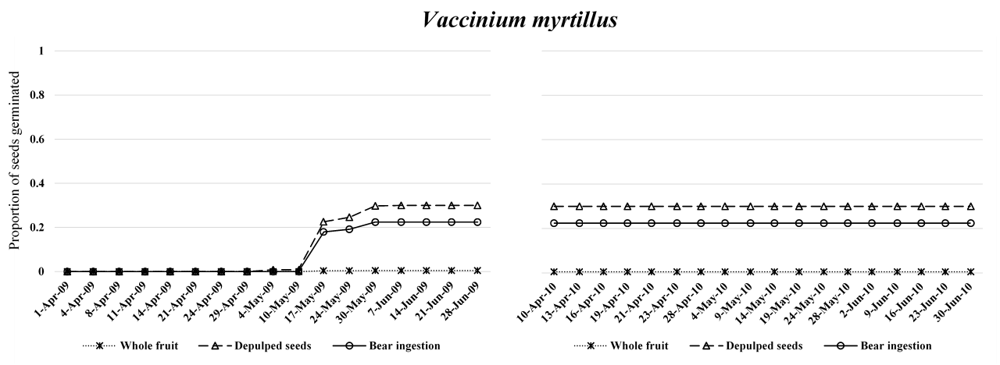 Vaccinium myrtillus
Proportion of seeds germinated
1
0.8
0.6
0.4
0.2
0
1-Apr-09
4-Apr-09
8-Apr-09
11-Apr-09
14-Apr-09
21-Apr-09
24-Apr-09
29-Apr-09
4-May-09
10-May-09
17-May-09
24-May-09
30-May-09
7-Jun-09
14-Jun-09
21-Jun-09
28-Jun-09
Whole fruit Depulped seeds Bear ingestion
10-Apr-10
13-Apr-10
16-Apr-10
19-Apr-10
21-Apr-10
23-Apr-10
28-Apr-10
4-May-10
9-May-10
14-May-10
19-May-10
24-May-10
28-May-10
2-Jun-10
9-Jun-10
16-Jun-10
23-Jun-10
30-Jun-10
Whole fruit Depulped seeds Bear ingestion